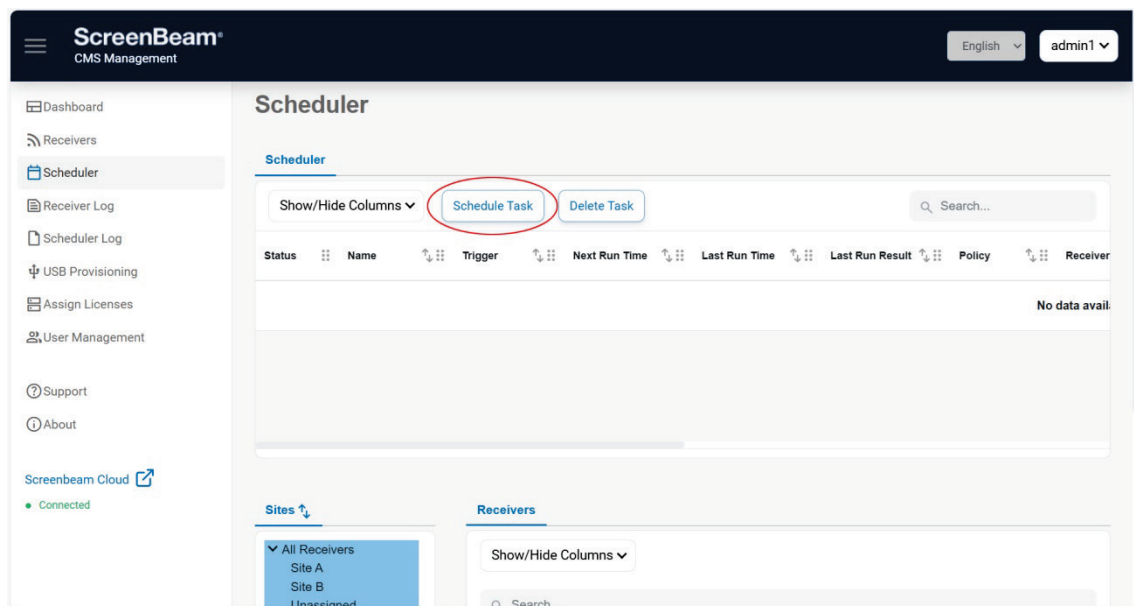 ScreenBeam®
CMS Management
English
admin1
Dashboard
Receivers
Scheduler
Receiver Log
Scheduler Log
USB Provisioning
Assign Licenses
User Management
Support
About
Screenbeam Cloud
Connected
Scheduler
Scheduler
Show/Hide Columns Schedule Task Delete Task Search...
Status Name Trigger Next Run Time Last Run Time Last Run Result Policy Receiver
No data avail
Sites
All Receivers
Site A
Site B
Unassigned
Receivers
Show/Hide Columns
Search